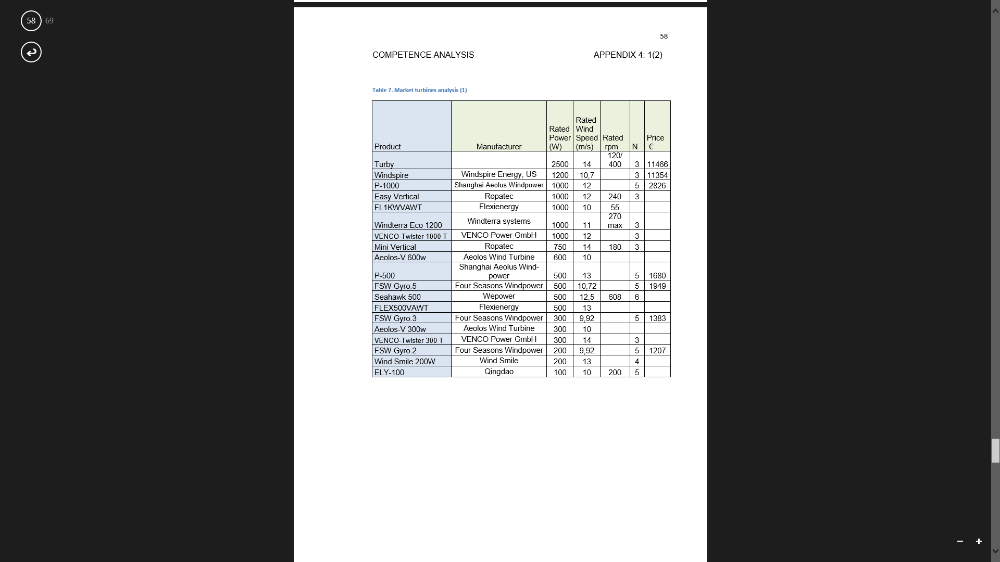 58 69
58
COMPETENCE ANALYSIS APPENDIX 4: 1(2)
Table 7. Market turbines analysis (1)
Product Manufacturer Rated Power (W) Rated Wind Speed (m/s) Rated rpm N Price €
Turby 2500 14 120/ 400 3 11466
Windspire Windspire Energy, US 1200 10,7 3 11354
P-1000 Shanghai Aeolus Windpower 1000 12 5 2826
Easy Vertical Ropatec 1000 12 240 3
FL1KWVAWT Flexienergy 1000 10 55
Windterra Eco 1200 Windterra systems 1000 11 270 max 3
VENCO-Twister 1000 T VENCO Power GmbH 1000 12 3
Mini Vertical Ropatec 750 14 180 3
Aeolos-V 600w Aeolos Wind Turbine 600 10
P-500 Shanghai Aeolus Wind-power 500 13 5 1680
FSW Gyro.5 Four Seasons Windpower 500 10,72 5 1949
Seahawk 500 Wepower 500 12,5 608 6
FLEX500VAWT Flexienergy 500 13
FSW Gyro.3 Four Seasons Windpower 300 9,92 5 1383
Aeolos-V 300w Aeolos Wind Turbine 300 10
VENCO-Twister 300 T VENCO Power GmbH 300 14 3
FSW Gyro.2 Four Seasons Windpower 200 9,92 5 1207
Wind Smile 200W Wind Smile 200 13 4
ELY-100 Qingdao 100 10 200 5